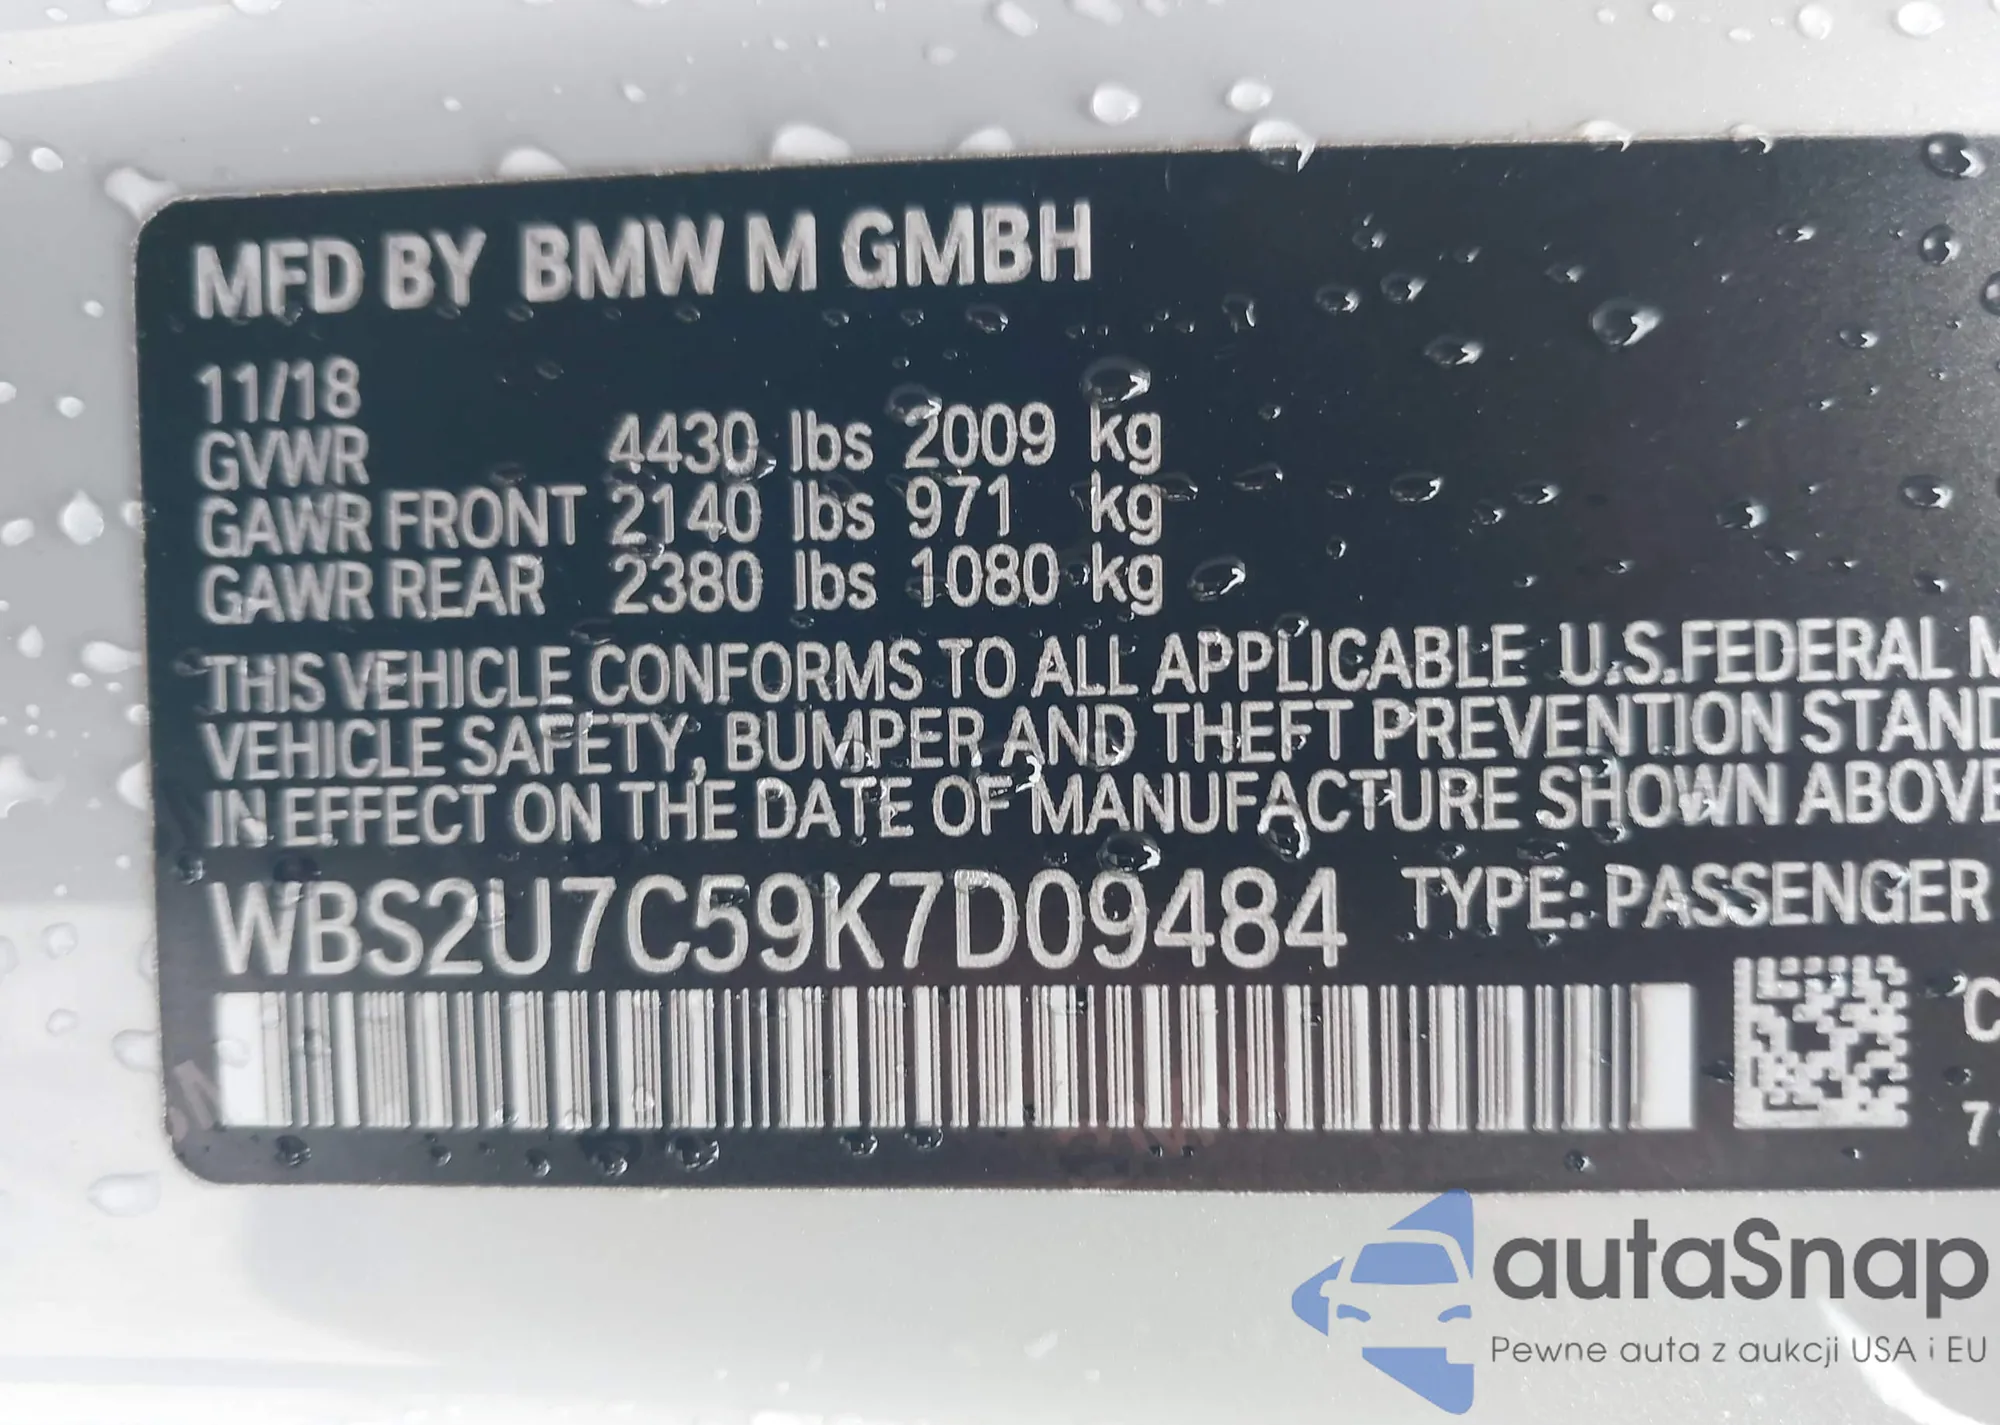 MFD BY BMW M GMBH
11/18
GVWR 4430 lbs 2009 kg
GAWR FRONT 2140 lbs 971 kg
GAWR REAR 2380 lbs 1080 kg
THIS VEHICLE CONFORMS TO ALL APPLICABLE U.S.FEDERAL M
VEHICLE SAFETY, BUMPER AND THEFT PREVENTION STAND
IN EFFECT ON THE DATE OF MANUFACTURE SHOWN ABOVE
WBS2U7C59K7D09484 TYPE: PASSENGER
C
autaSnap
Pewne auta z aukcji USA i EU